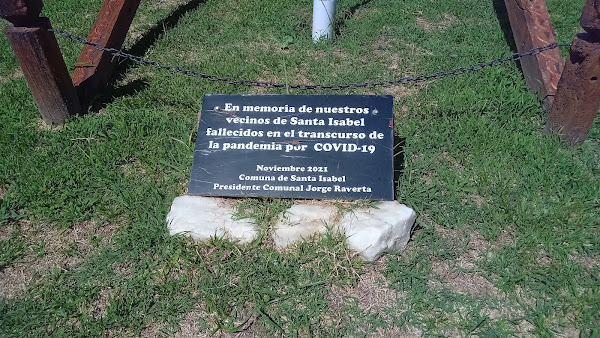 En memoria de nuestros
vecinos de Santa Isabel
fallecidos en el transcurso de
la pandemia por COVID-19
Noviembre 2021
Comuna de Santa Isabel
Presidente Comunal Jorge Raverta